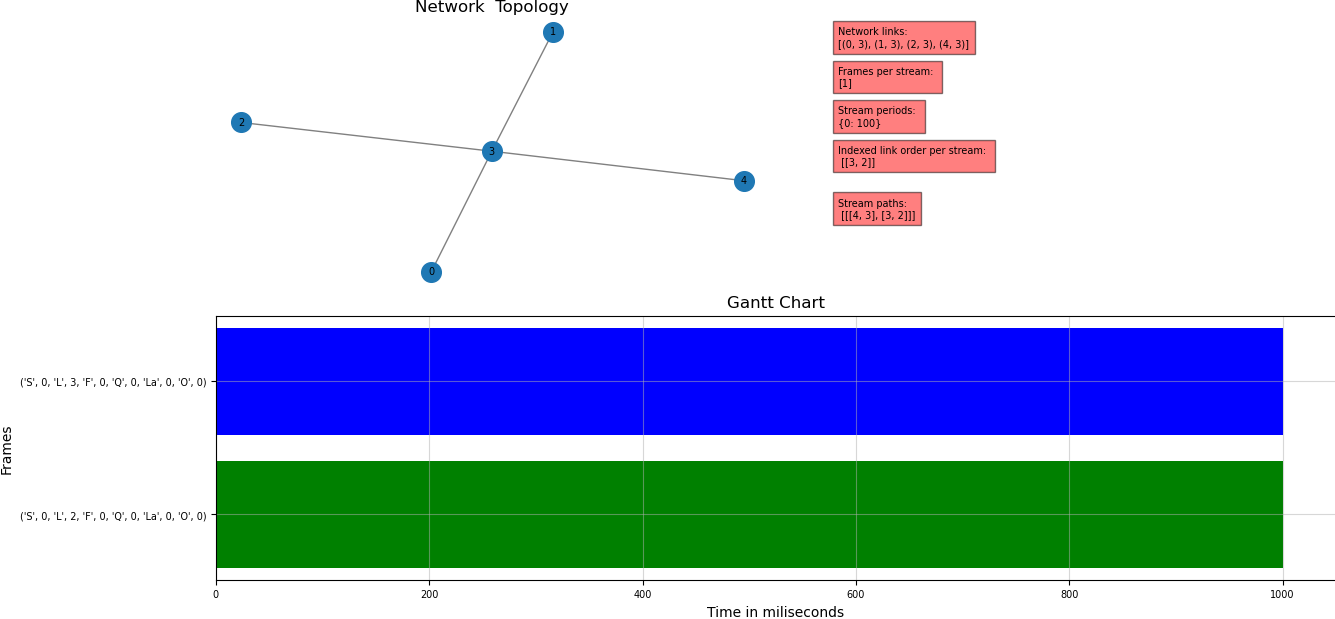 Network  Topology
1
2
3
4
0
Network links:
[(0, 3), (1, 3), (2, 3), (4, 3)]
Frames per stream:
[1]
Stream periods:
{0: 100}
Indexed link order per stream:
[[3, 2]]
Stream paths:
[[[4, 3], [3, 2]]]
Gantt Chart
Frames
('S', 0, 'L', 3, 'F', 0, 'Q', 0, 'La', 0, 'O', 0)
('S', 0, 'L', 2, 'F', 0, 'Q', 0, 'La', 0, 'O', 0)
0 200 400 600 800 1000
Time in miliseconds